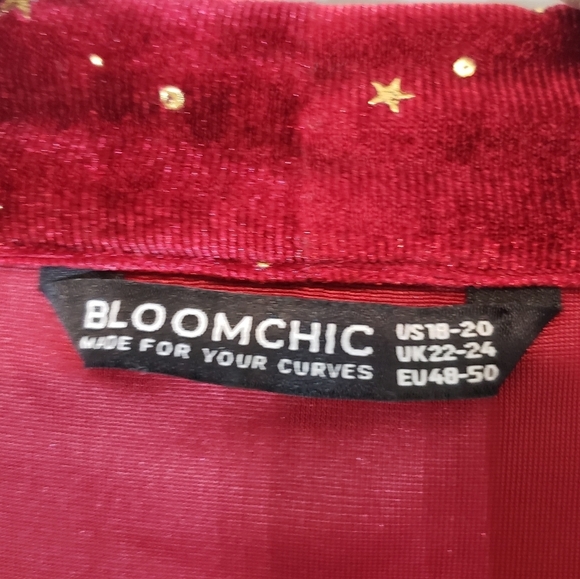 BLOOMCHIC
MADE FOR YOUR CURVES
US18-20
UK22-24
EU48-50